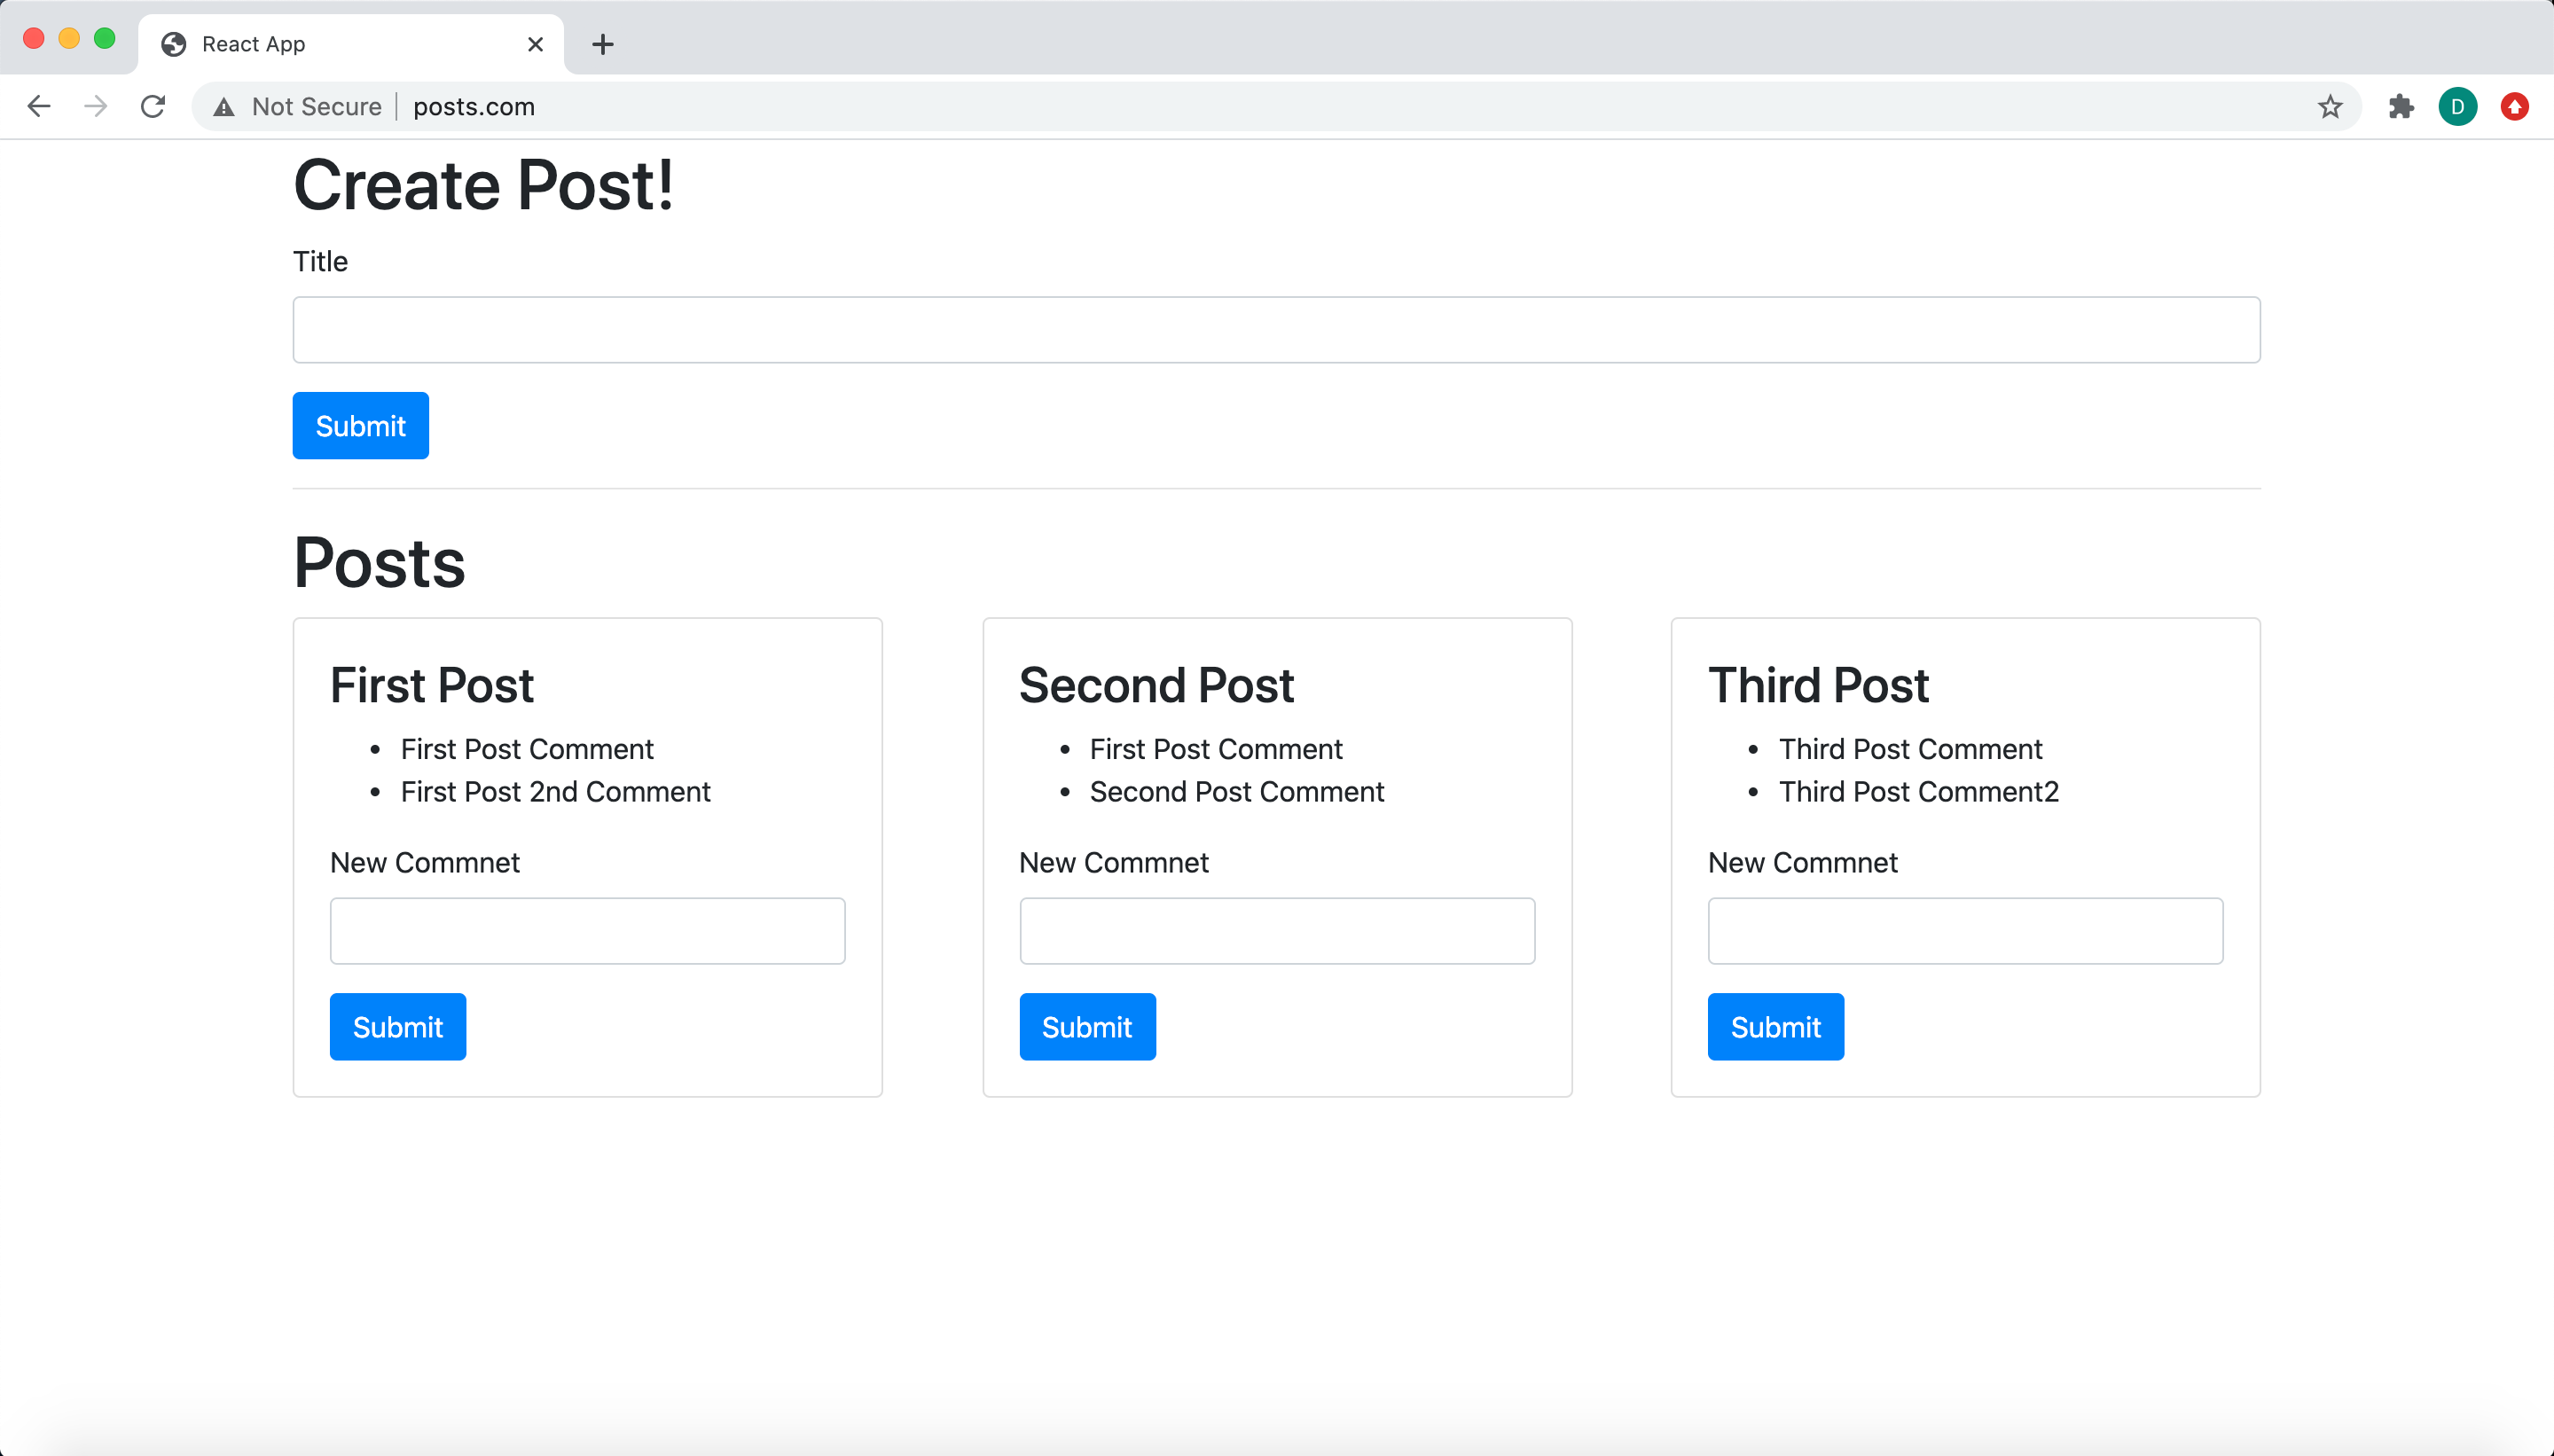 React App
Not Secure posts.com D
Create Post!
Title
Submit
Posts
First Post
First Post Comment
First Post 2nd Comment
New Commnet
Submit
Second Post
First Post Comment
Second Post Comment
New Commnet
Submit
Third Post
Third Post Comment
Third Post Comment2
New Commnet
Submit